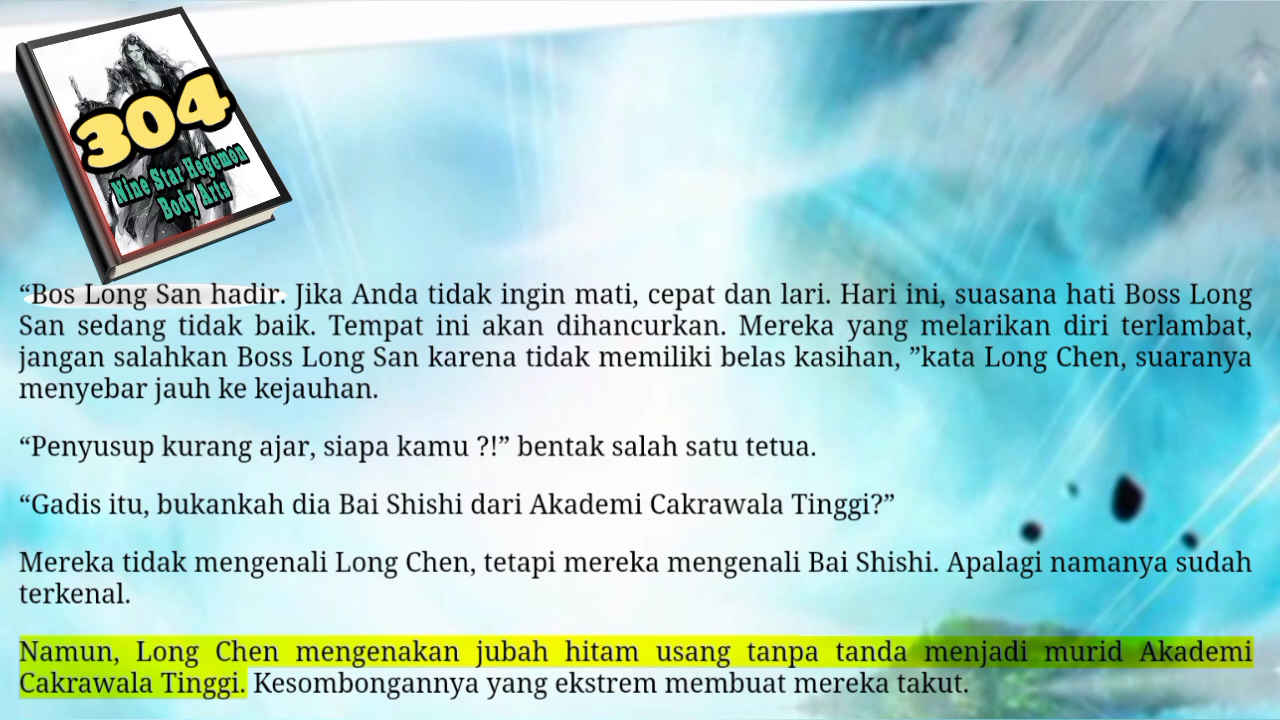 304
Nine Star Hegemon
Body Arts
“Bos Long San hadir. Jika Anda tidak ingin mati, cepat dan lari. Hari ini, suasana hati Boss Long
San sedang tidak baik. Tempat ini akan dihancurkan. Mereka yang melarikan diri terlambat,
jangan salahkan Boss Long San karena tidak memiliki belas kasihan, ”kata Long Chen, suaranya
menyebar jauh ke kejauhan.
“Penyusup kurang ajar, siapa kamu ?!” bentak salah satu tetua.
“Gadis itu, bukankah dia Bai Shishi dari Akademi Cakrawala Tinggi?”
Mereka tidak mengenali Long Chen, tetapi mereka mengenali Bai Shishi. Apalagi namanya sudah
terkenal.
Namun, Long Chen mengenakan jubah hitam usang tanpa tanda menjadi murid Akademi
Cakrawala Tinggi. Kesombongannya yang ekstrem membuat mereka takut.